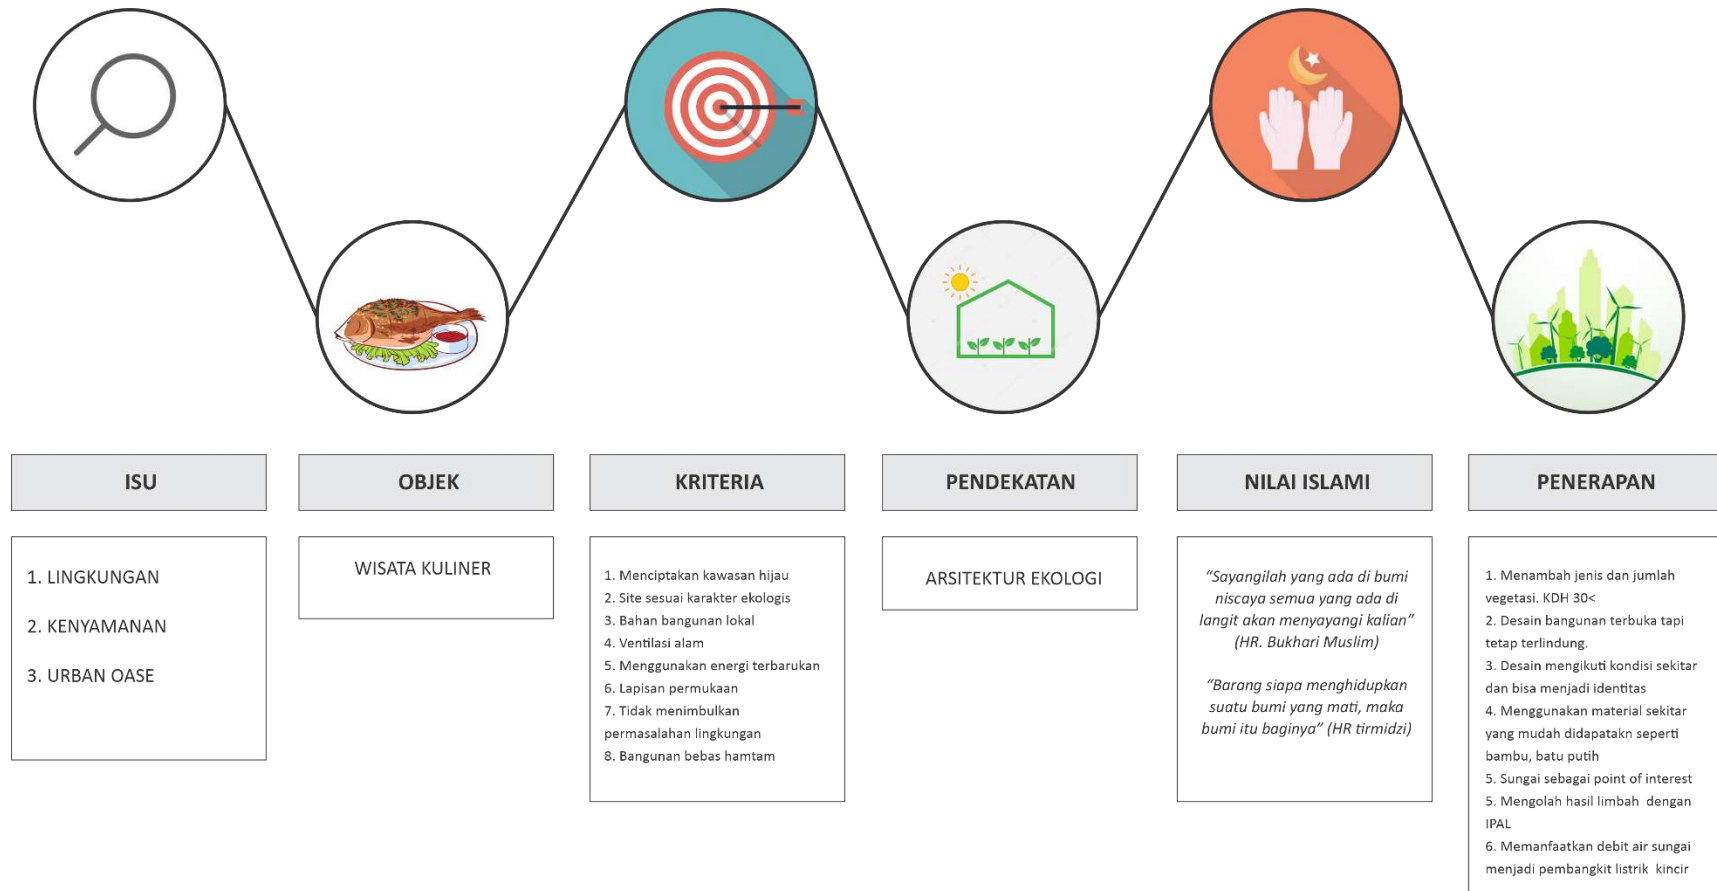 ISU
1. LINGKUNGAN
2. KENYAMANAN
3. URBAN OASE
OBJEK
WISATA KULINER
KRITERIA
1. Menciptakan kawasan hijau
2. Site sesuai karakter ekologis
3. Bahan bangunan lokal
4. Ventilasi alam
5. Menggunakan energi terbarukan
6. Lapisan permukaan
7. Tidak menimbulkan
permasalahan lingkungan
8. Bangunan bebas hamtam
PENDEKATAN
ARSITEKTUR EKOLOGI
NILAI ISLAMI
“Sayangilah yang ada di bumi
niscaya semua yang ada di
langit akan menyayangi kalian”
(HR. Bukhari Muslim)
“Barang siapa menghidupkan
suatu bumi yang mati, maka
bumi itu baginya” (HR tirmidzi)
PENERAPAN
1. Menambah jenis dan jumlah
vegetasi. KDH 30<
2. Desain bangunan terbuka tapi
tetap terlindung.
3. Desain mengikuti kondisi sekitar
dan bisa menjadi identitas
4. Menggunakan material sekitar
yang mudah didapatakn seperti
bambu, batu putih
5. Sungai sebagai point of interest
5. Mengolah hasil limbah  dengan
IPAL
6. Memanfaatkan debit air sungai
menjadi pembangkit listrik  kincir